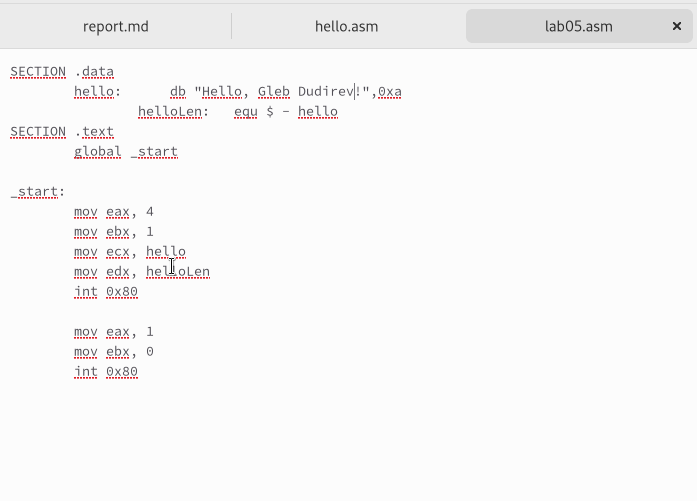 report.md hello.asm lab05.asm ×
SECTION .data
hello: db "Hello, Gleb Dudirev!",0xa
helloLen: equ $ - hello
SECTION .text
global _start
_start:
mov eax, 4
mov ebx, 1
mov ecx, hello
mov edx, helloLen
int 0x80
mov eax, 1
mov ebx, 0
int 0x80